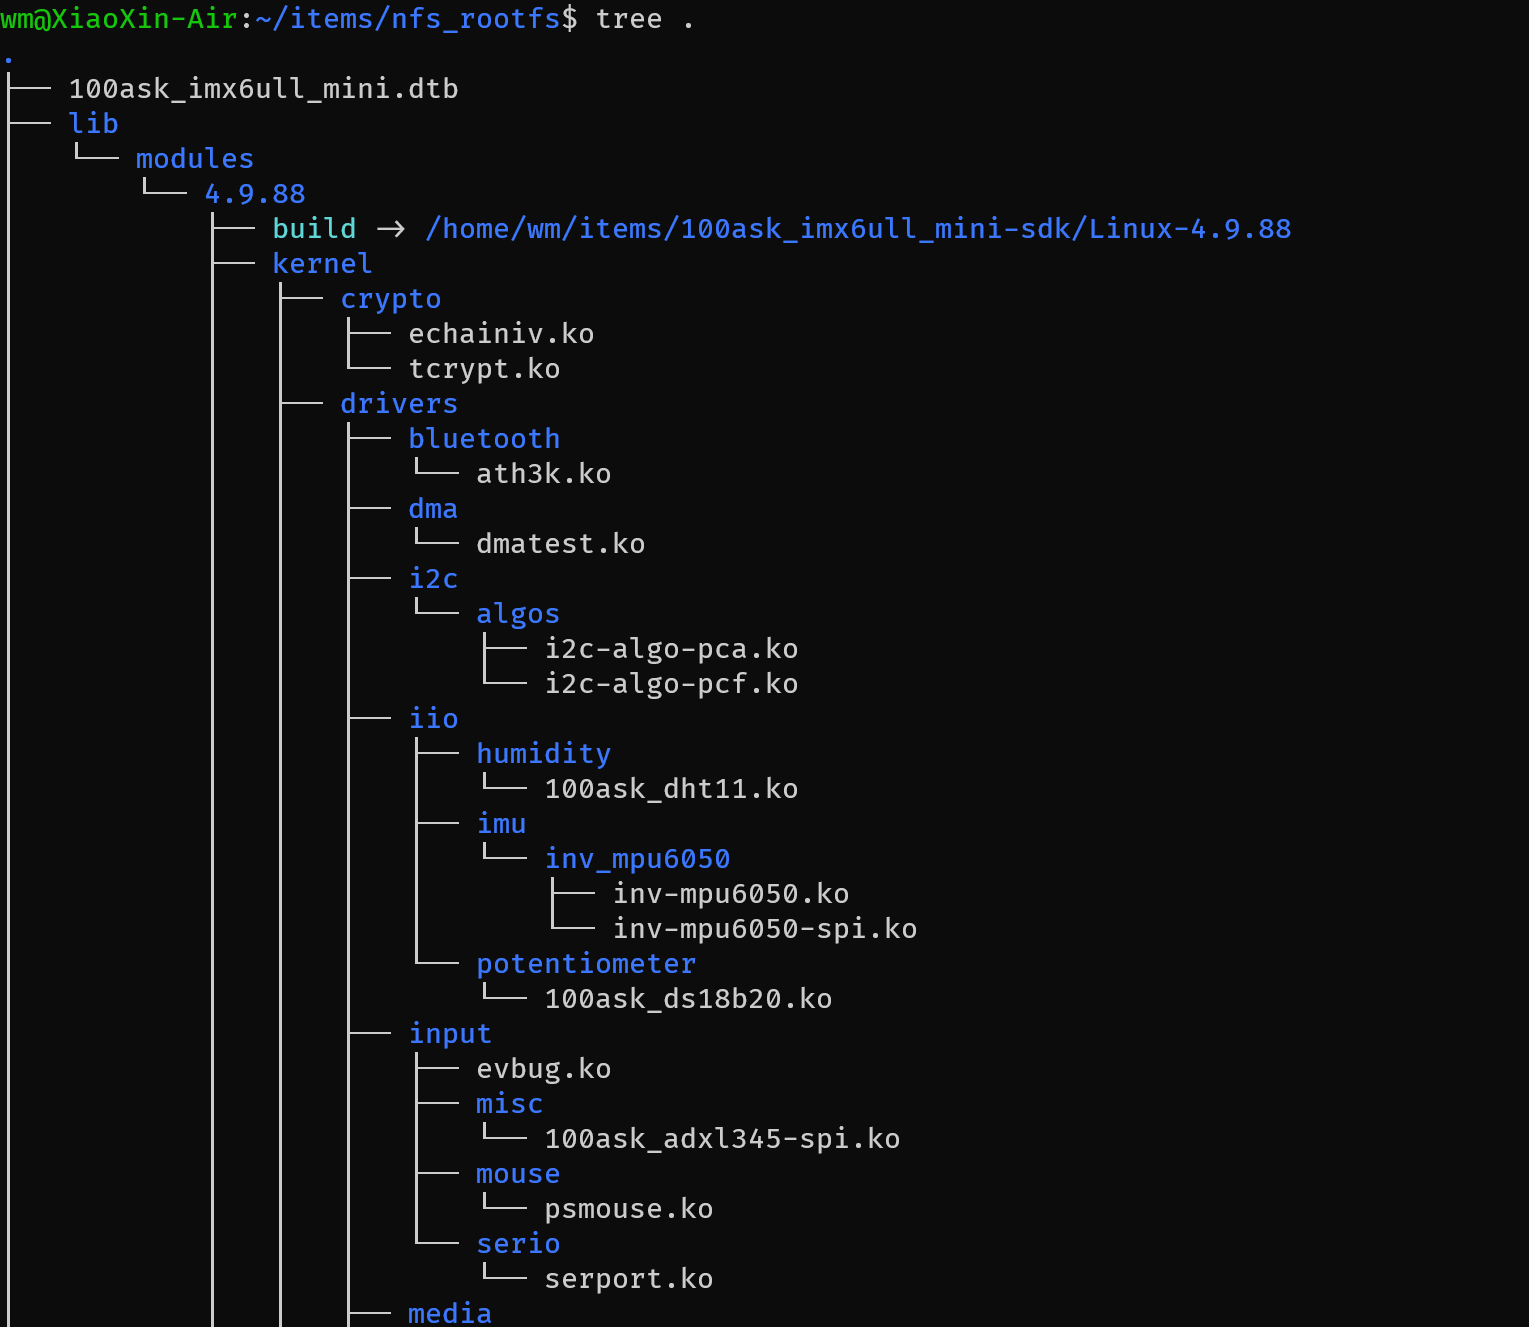 wm@XiaoXin-Air:~/items/nfs_rootfs$ tree .
.
├── 100ask_imx6ull_mini.dtb
├── lib
│   └── modules
│       └── 4.9.88
│           ├── build -> /home/wm/items/100ask_imx6ull_mini-sdk/Linux-4.9.88
│           ├── kernel
│           │   ├── crypto
│           │   │   ├── echainiv.ko
│           │   │   └── tcrypt.ko
│           │   ├── drivers
│           │   │   ├── bluetooth
│           │   │   │   └── ath3k.ko
│           │   │   ├── dma
│           │   │   │   └── dmatest.ko
│           │   │   ├── i2c
│           │   │   │   └── algos
│           │   │   │       ├── i2c-algo-pca.ko
│           │   │   │       └── i2c-algo-pcf.ko
│           │   │   ├── iio
│           │   │   │   ├── humidity
│           │   │   │   │   └── 100ask_dht11.ko
│           │   │   │   ├── imu
│           │   │   │   │   └── inv_mpu6050
│           │   │   │   │       ├── inv-mpu6050.ko
│           │   │   │   │       └── inv-mpu6050-spi.ko
│           │   │   │   └── potentiometer
│           │   │   │       └── 100ask_ds18b20.ko
│           │   │   ├── input
│           │   │   │   ├── evbug.ko
│           │   │   │   ├── misc
│           │   │   │   │   └── 100ask_adxl345-spi.ko
│           │   │   │   ├── mouse
│           │   │   │   │   └── psmouse.ko
│           │   │   │   └── serio
│           │   │   │       └── serport.ko
│           │   │   ├── media